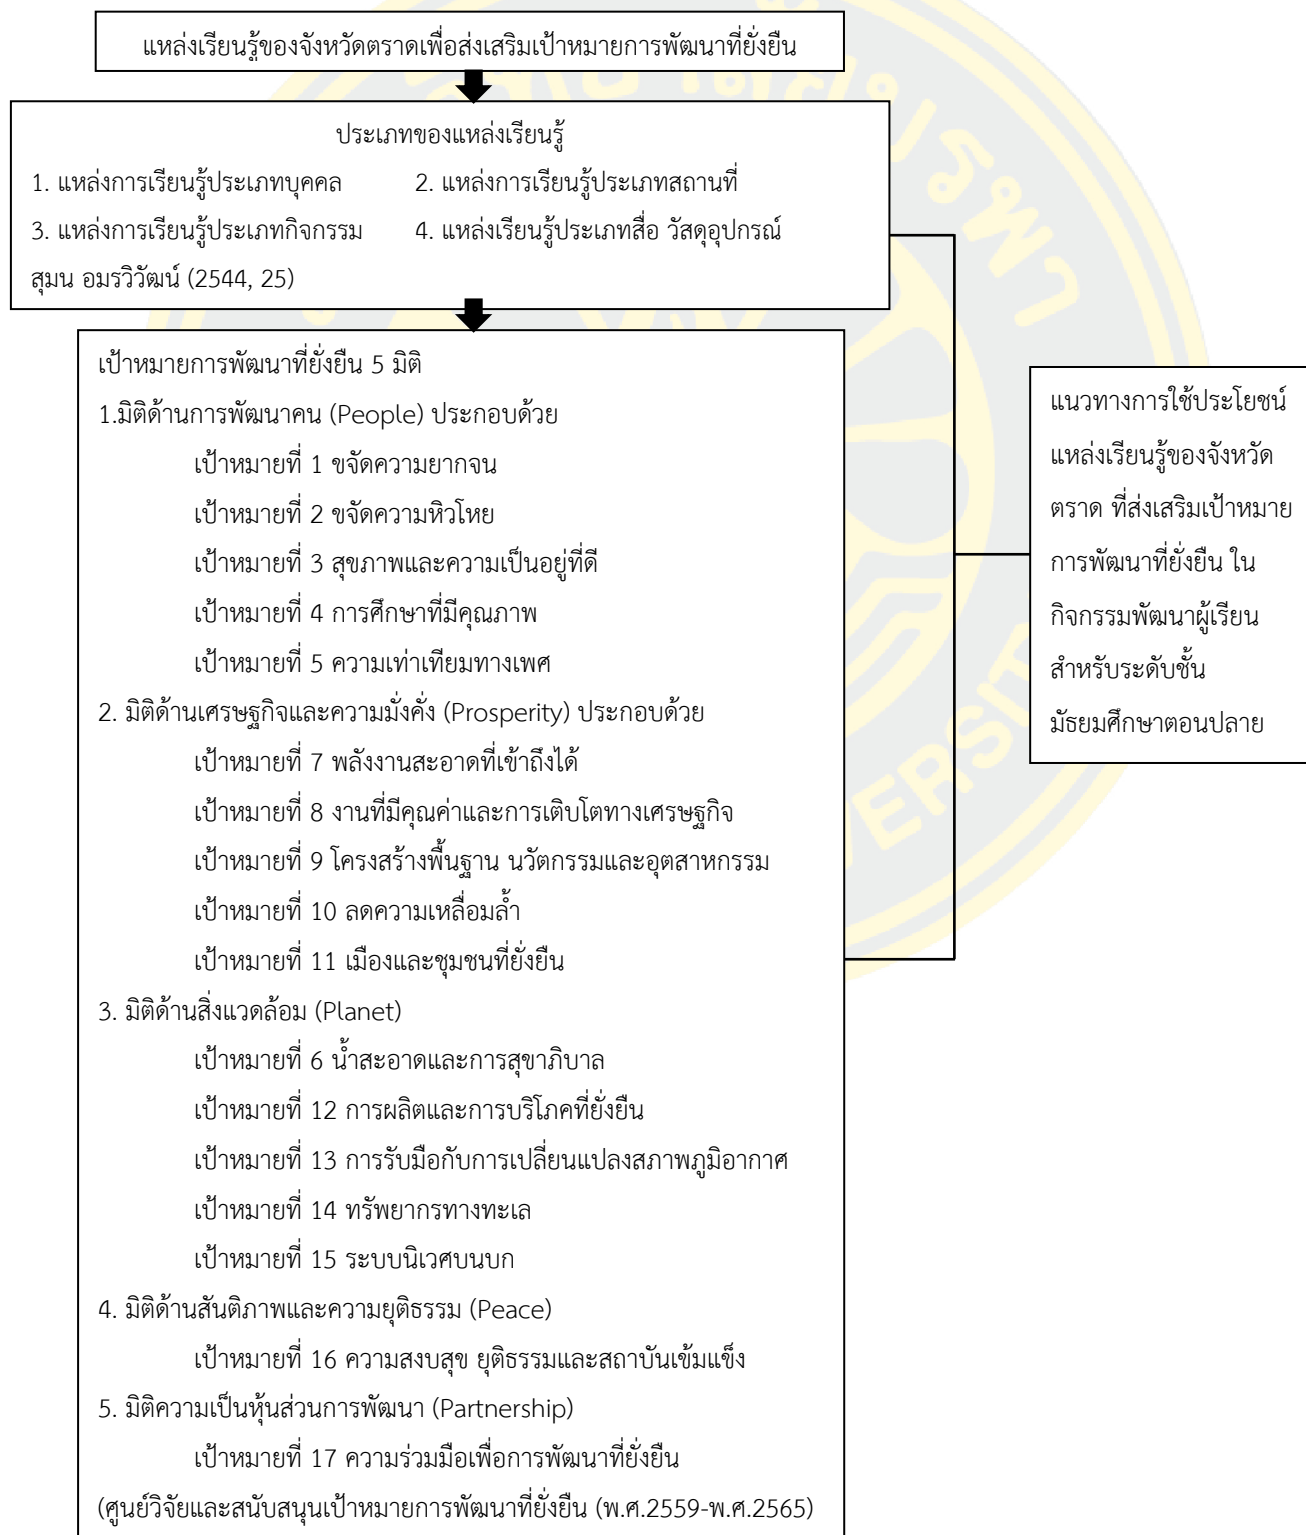 แหล่งเรียนรู้ของจังหวัดตราดเพื่อส่งเสริมเป้าหมายการพัฒนาที่ยั่งยืน
ประเภทของแหล่งเรียนรู้
1. แหล่งการเรียนรู้ประเภทบุคคล 2. แหล่งการเรียนรู้ประเภทสถานที่
3. แหล่งการเรียนรู้ประเภทกิจกรรม 4. แหล่งเรียนรู้ประเภทสื่อ วัสดุอุปกรณ์
สุมน อมรวิวัฒน์ (2544, 25)
เป้าหมายการพัฒนาที่ยั่งยืน 5 มิติ
1.มิติด้านการพัฒนาคน (People) ประกอบด้วย
เป้าหมายที่ 1 ขจัดความยากจน
เป้าหมายที่ 2 ขจัดความหิวโหย
เป้าหมายที่ 3 สุขภาพและความเป็นอยู่ที่ดี
เป้าหมายที่ 4 การศึกษาที่มีคุณภาพ
เป้าหมายที่ 5 ความเท่าเทียมทางเพศ
2. มิติด้านเศรษฐกิจและความมั่งคั่ง (Prosperity) ประกอบด้วย
เป้าหมายที่ 7 พลังงานสะอาดที่เข้าถึงได้
เป้าหมายที่ 8 งานที่มีคุณค่าและการเติบโตทางเศรษฐกิจ
เป้าหมายที่ 9 โครงสร้างพื้นฐาน นวัตกรรมและอุตสาหกรรม
เป้าหมายที่ 10 ลดความเหลื่อมล้ำ
เป้าหมายที่ 11 เมืองและชุมชนที่ยั่งยืน
3. มิติด้านสิ่งแวดล้อม (Planet)
เป้าหมายที่ 6 น้ำสะอาดและการสุขาภิบาล
เป้าหมายที่ 12 การผลิตและการบริโภคที่ยั่งยืน
เป้าหมายที่ 13 การรับมือกับการเปลี่ยนแปลงสภาพภูมิอากาศ
เป้าหมายที่ 14 ทรัพยากรทางทะเล
เป้าหมายที่ 15 ระบบนิเวศบนบก
4. มิติด้านสันติภาพและความยุติธรรม (Peace)
เป้าหมายที่ 16 ความสงบสุข ยุติธรรมและสถาบันเข้มแข็ง
5. มิติความเป็นหุ้นส่วนการพัฒนา (Partnership)
เป้าหมายที่ 17 ความร่วมมือเพื่อการพัฒนาที่ยั่งยืน
(ศูนย์วิจัยและสนับสนุนเป้าหมายการพัฒนาที่ยั่งยืน (พ.ศ.2559-พ.ศ.2565)
แนวทางการใช้ประโยชน์
แหล่งเรียนรู้ของจังหวัด
ตราด ที่ส่งเสริมเป้าหมาย
การพัฒนาที่ยั่งยืน ใน
กิจกรรมพัฒนาผู้เรียน
สำหรับระดับชั้น
มัธยมศึกษาตอนปลาย